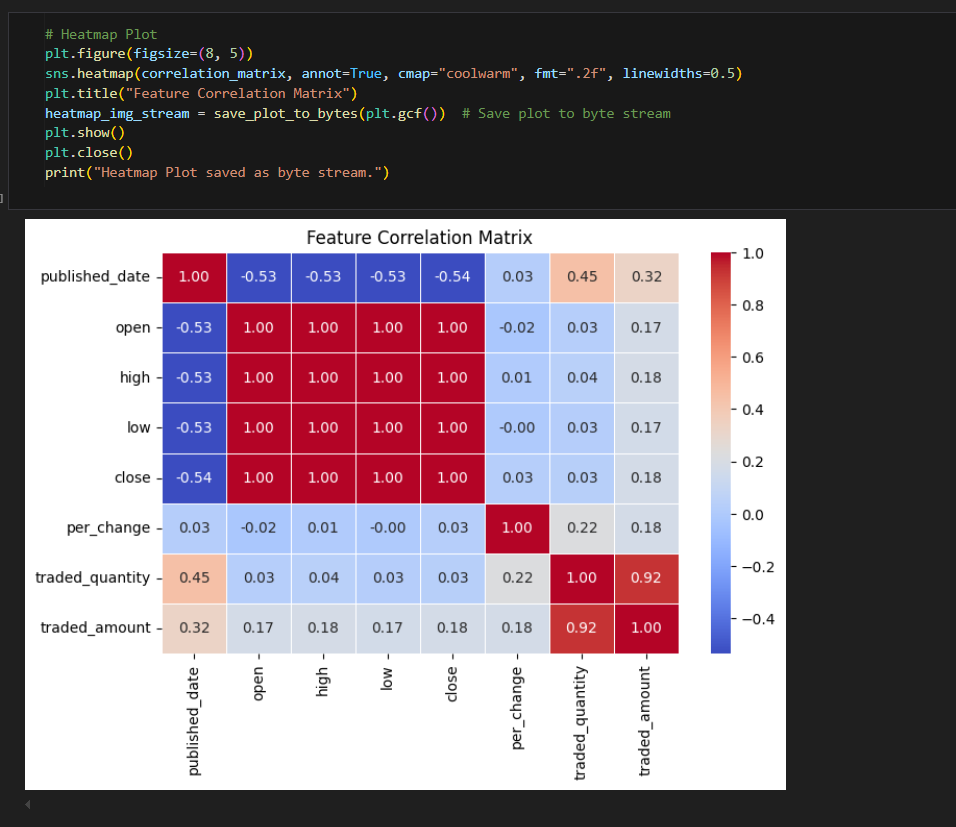 # Heatmap Plot
plt.figure(figsize=(8, 5))
sns.heatmap(correlation_matrix, annot=True, cmap="coolwarm", fmt=".2f", linewidths=0.5)
plt.title("Feature Correlation Matrix")
heatmap_img_stream = save_plot_to_bytes(plt.gcf())  # Save plot to byte stream
plt.show()
plt.close()
print("Heatmap Plot saved as byte stream.")
]
Feature Correlation Matrix
published_date 1.00 -0.53 -0.53 -0.53 -0.54 0.03 0.45 0.32
open -0.53 1.00 1.00 1.00 1.00 -0.02 0.03 0.17
high -0.53 1.00 1.00 1.00 1.00 0.01 0.04 0.18
low -0.53 1.00 1.00 1.00 1.00 -0.00 0.03 0.17
close -0.54 1.00 1.00 1.00 1.00 0.03 0.03 0.18
per_change 0.03 -0.02 0.01 -0.00 0.03 1.00 0.22 0.18
traded_quantity 0.45 0.03 0.04 0.03 0.03 0.22 1.00 0.92
traded_amount 0.32 0.17 0.18 0.17 0.18 0.18 0.92 1.00
published_date
open
high
low
close
per_change
traded_quantity
traded_amount
1.0
0.8
0.6
0.4
0.2
0.0
−0.2
−0.4